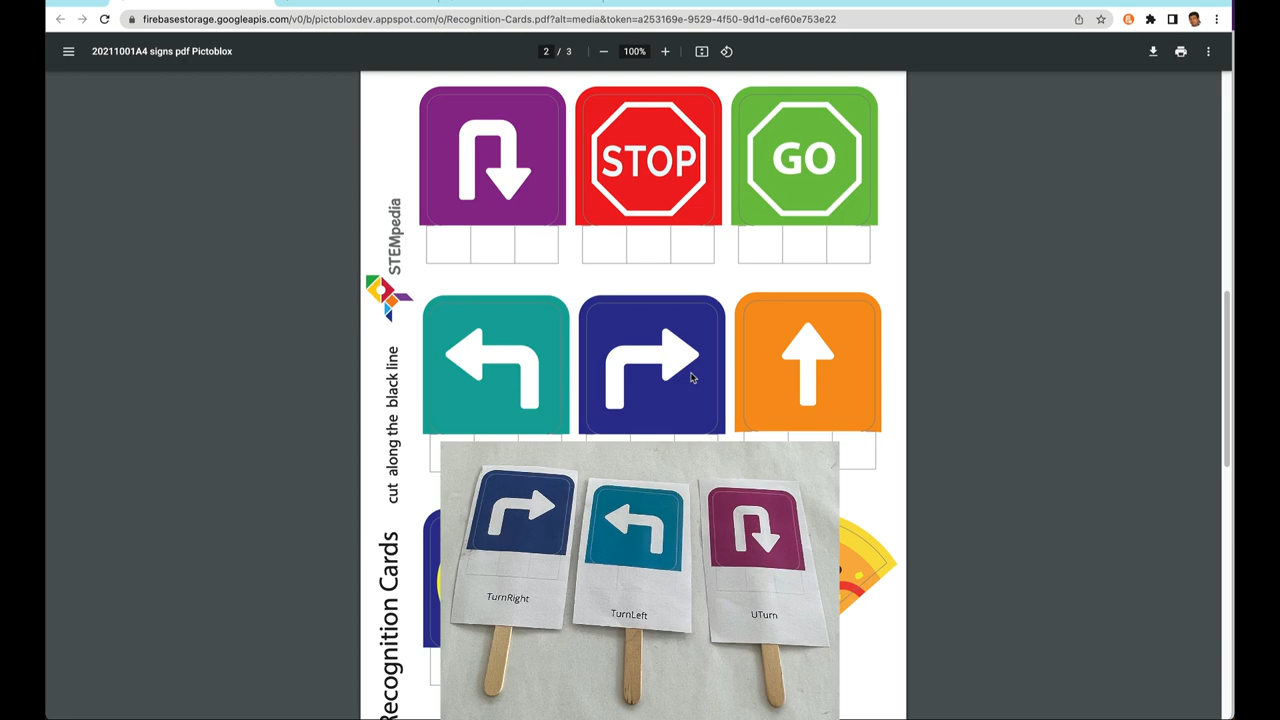 firebasestorage.googleapis.com/v0/b/pictobloxdev.appspot.com/o/Recognition-Cards.pdf?alt=media&token=a253169e-9529-4f50-9d1d-cef60e753e22
20211001A4 signs pdf Pictoblox
2 / 3
100%
STOP
GO
STEMpedia
cut along the black line
Recognition Cards
TurnRight
TurnLeft
UTurn